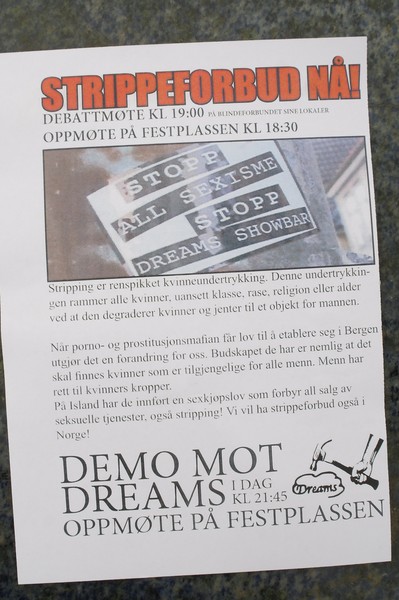 STRIPPEFORBUD NÅ!
DEBATTMØTE KL 19:00 PÅ BLINDEFORBUNDET SINE LOKALER
OPPMØTE PÅ FESTPLASSEN KL 18:30
STOPP
ALL SEXISME
STOPP
DREAMS SHOWBAR
Stripping er renspikket kvinneundertrykking. Denne undertrykkin-
gen rammer alle kvinner, uansett klasse, rase, religion eller alder
ved at den degraderer kvinner og jenter til et objekt for mannen.
Når porno- og prostitusjonsmafian får lov til å etablere seg i Bergen
utgjør det en forandring for oss. Budskapet de har er nemlig at det
skal finnes kvinner som er tilgjengelige for alle menn. Menn har
rett til kvinners kropper.
På Island har de innført en sexkjøpslov som forbyr all salg av
seksuelle tjenester, også stripping! Vi vil ha strippeforbud også i
Norge!
DEMO MOT
DREAMS I DAG
KL 21:45
Dreams
OPPMØTE PÅ FESTPLASSEN